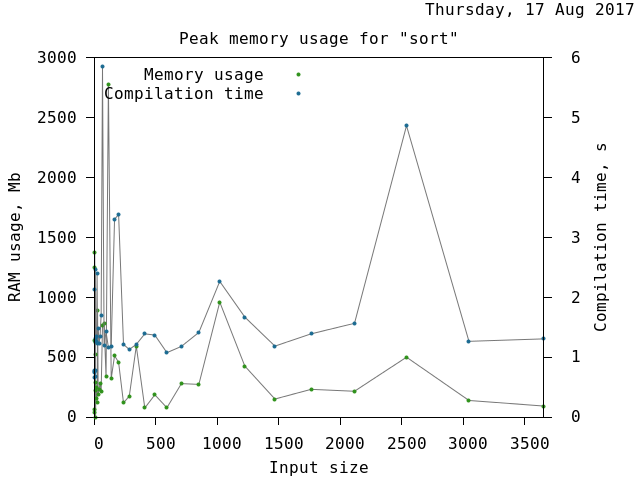 Thursday, 17 Aug 2017
Peak memory usage for "sort"
3000
2500
2000
1500
1000
500
0
RAM usage, Mb
Memory usage
Compilation time
6
5
4
3
2
1
0
Compilation time, s
0 500 1000 1500 2000 2500 3000 3500
Input size